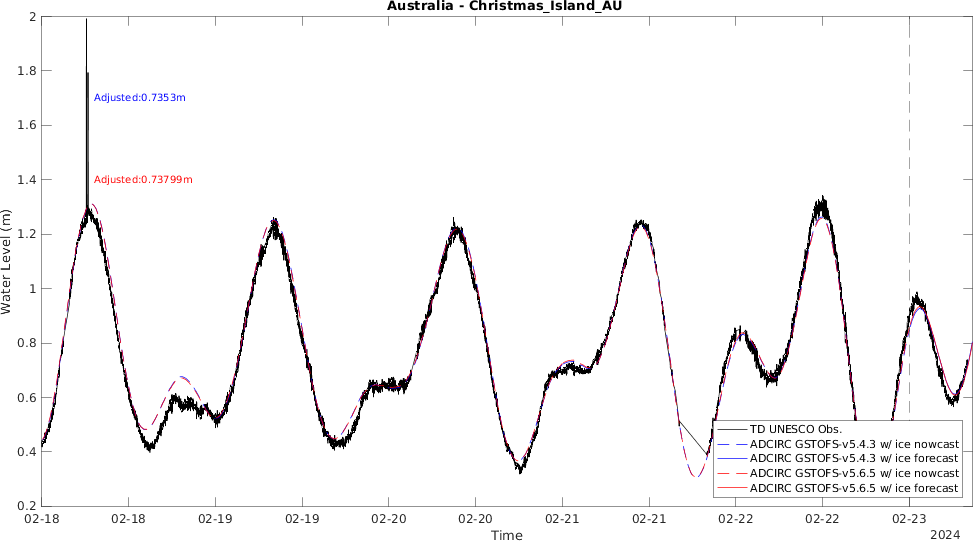 Australia - Christmas_Island_AU
2
1.8
1.6
1.4
1.2
1
0.8
0.6
0.4
0.2
Water Level (m)
Adjusted:0.7353m
Adjusted:0.73799m
TD UNESCO Obs.
ADCIRC GSTOFS-v5.4.3 w/ ice nowcast
ADCIRC GSTOFS-v5.4.3 w/ ice forecast
ADCIRC GSTOFS-v5.6.5 w/ ice nowcast
ADCIRC GSTOFS-v5.6.5 w/ ice forecast
02-18 02-18 02-19 02-19 02-20 02-20 02-21 02-21 02-22 02-22 02-23
Time
2024